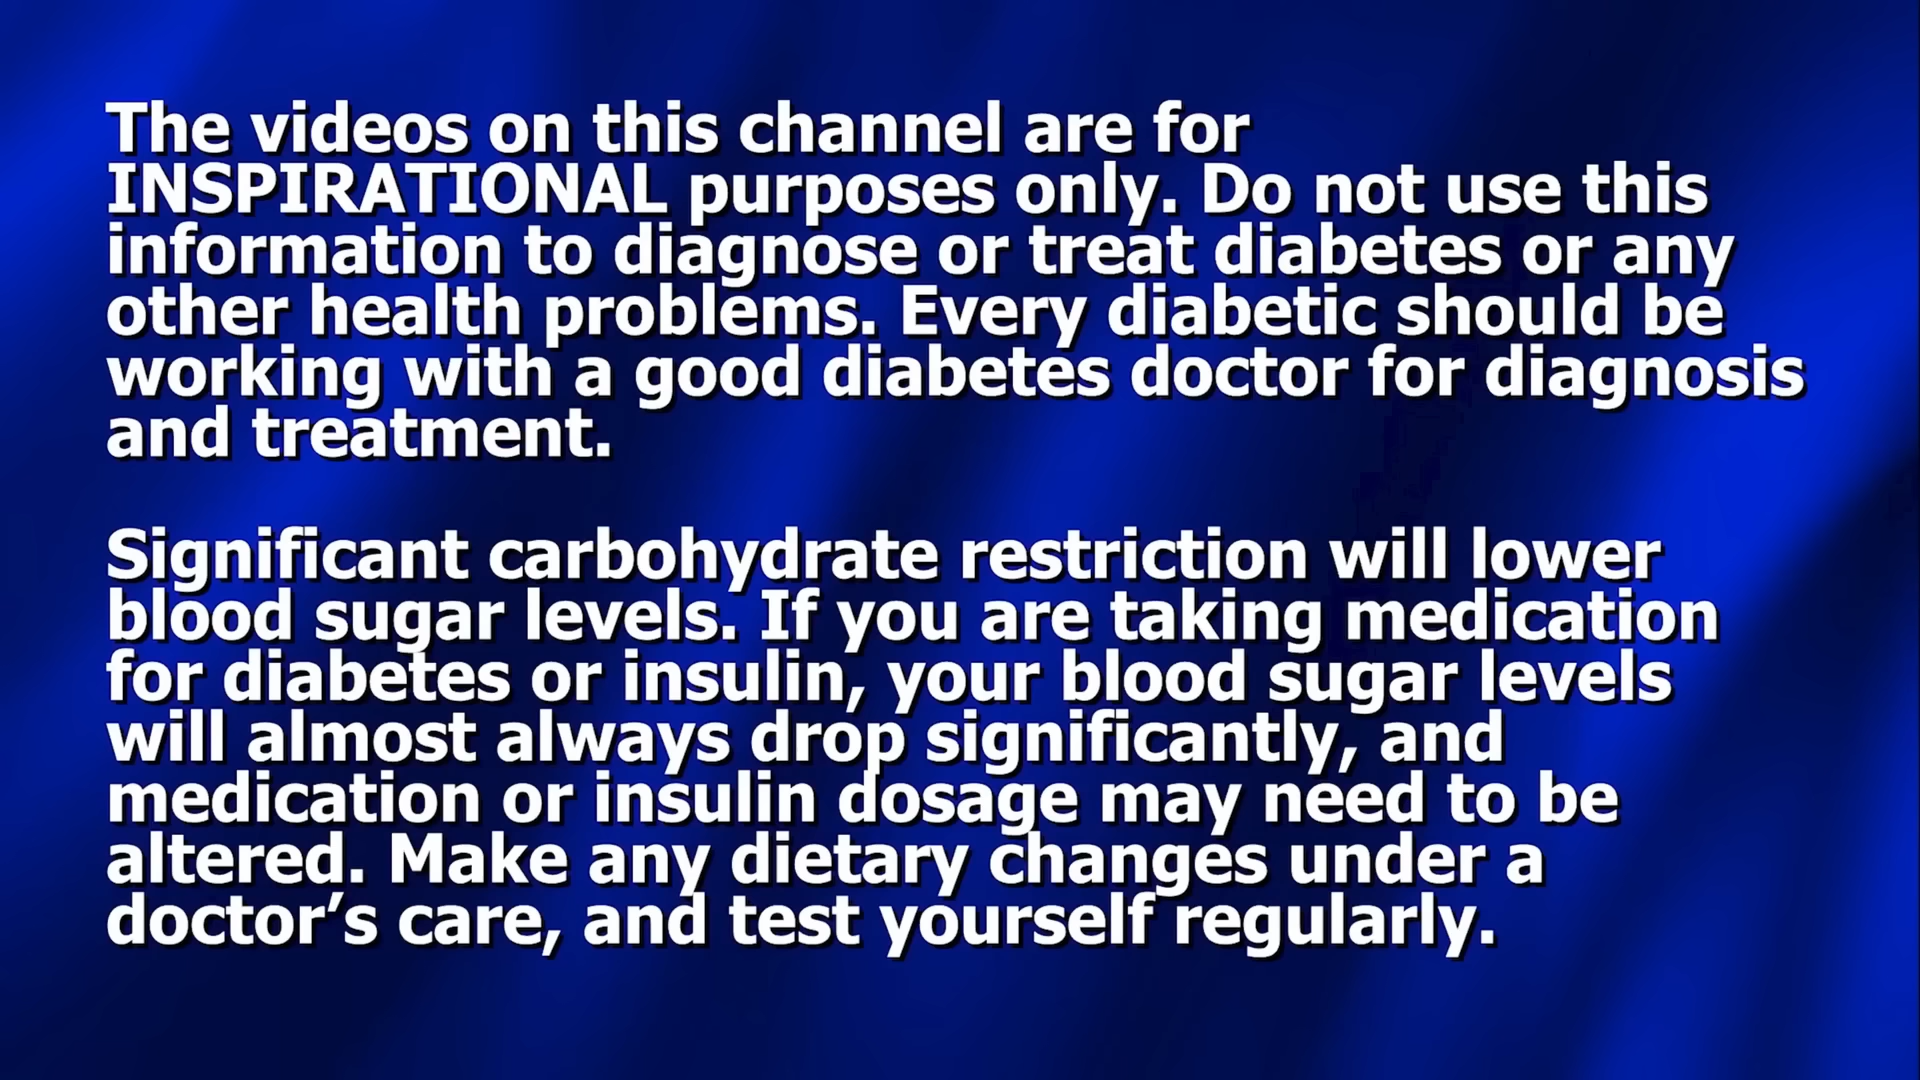 The videos on this channel are for
INSPIRATIONAL purposes only. Do not use this
information to diagnose or treat diabetes or any
other health problems. Every diabetic should be
working with a good diabetes doctor for diagnosis
and treatment.
Significant carbohydrate restriction will lower
blood sugar levels. If you are taking medication
for diabetes or insulin, your blood sugar levels
will almost always drop significantly, and
medication or insulin dosage may need to be
altered. Make any dietary changes under a
doctor’s care, and test yourself regularly.